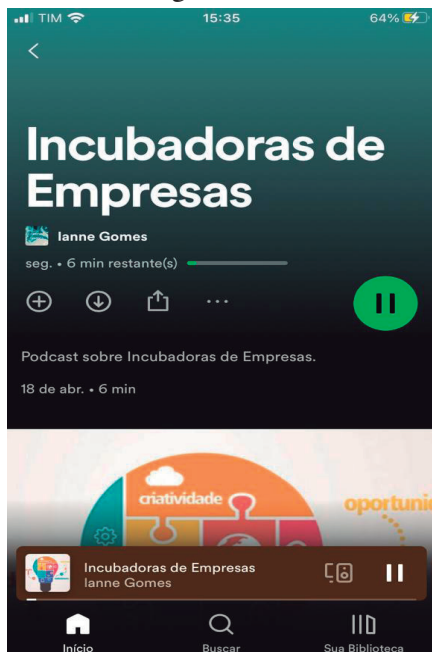 TIM 15:35 64%
Incubadoras de
Empresas
Ianne Gomes
seg. • 6 min restante(s)
Podcast sobre Incubadoras de Empresas.
18 de abr. • 6 min
criatividade
oportuni
Incubadoras de Empresas
Ianne Gomes
Início Buscar Sua Biblioteca